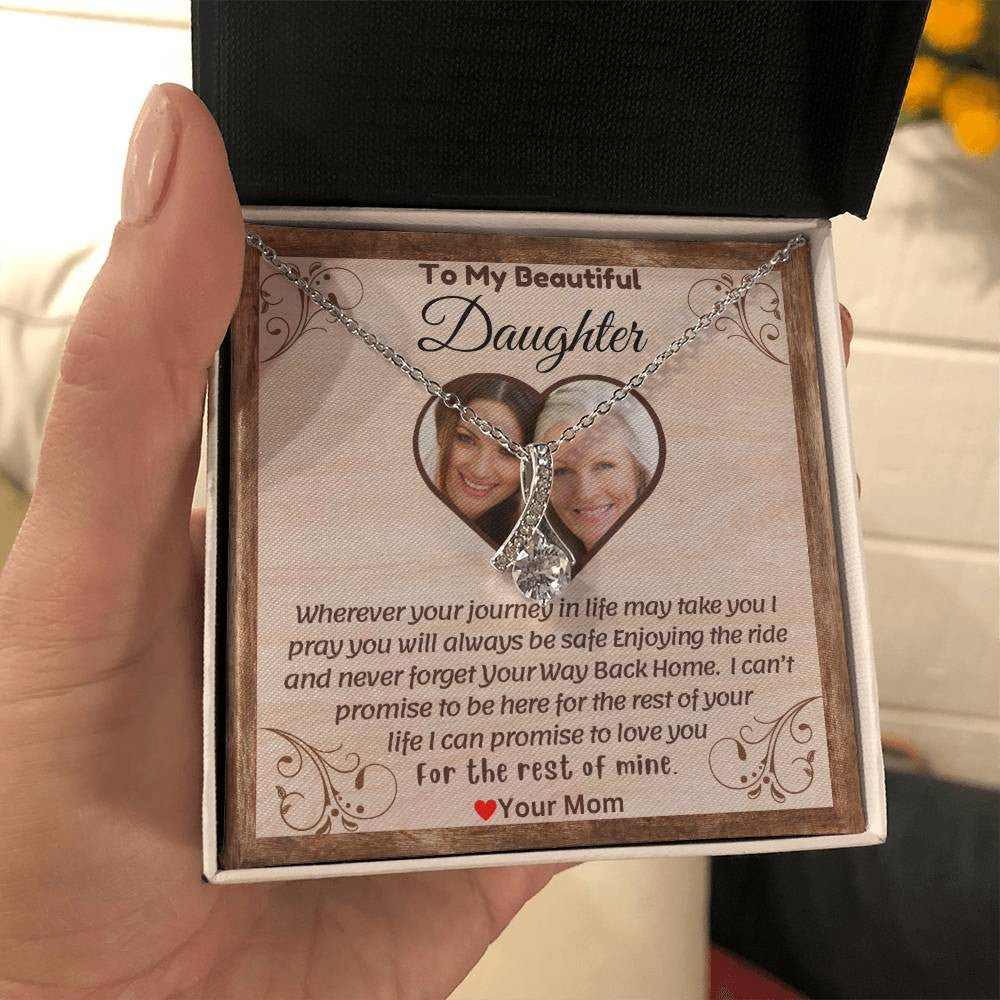 To My Beautiful
Daughter
Wherever your journey in life may take you I
pray you will always be safe Enjoying the ride
and never forget Your Way Back Home. I can't
promise to be here for the rest of your
life I can promise to love you
For the rest of mine.
Your Mom